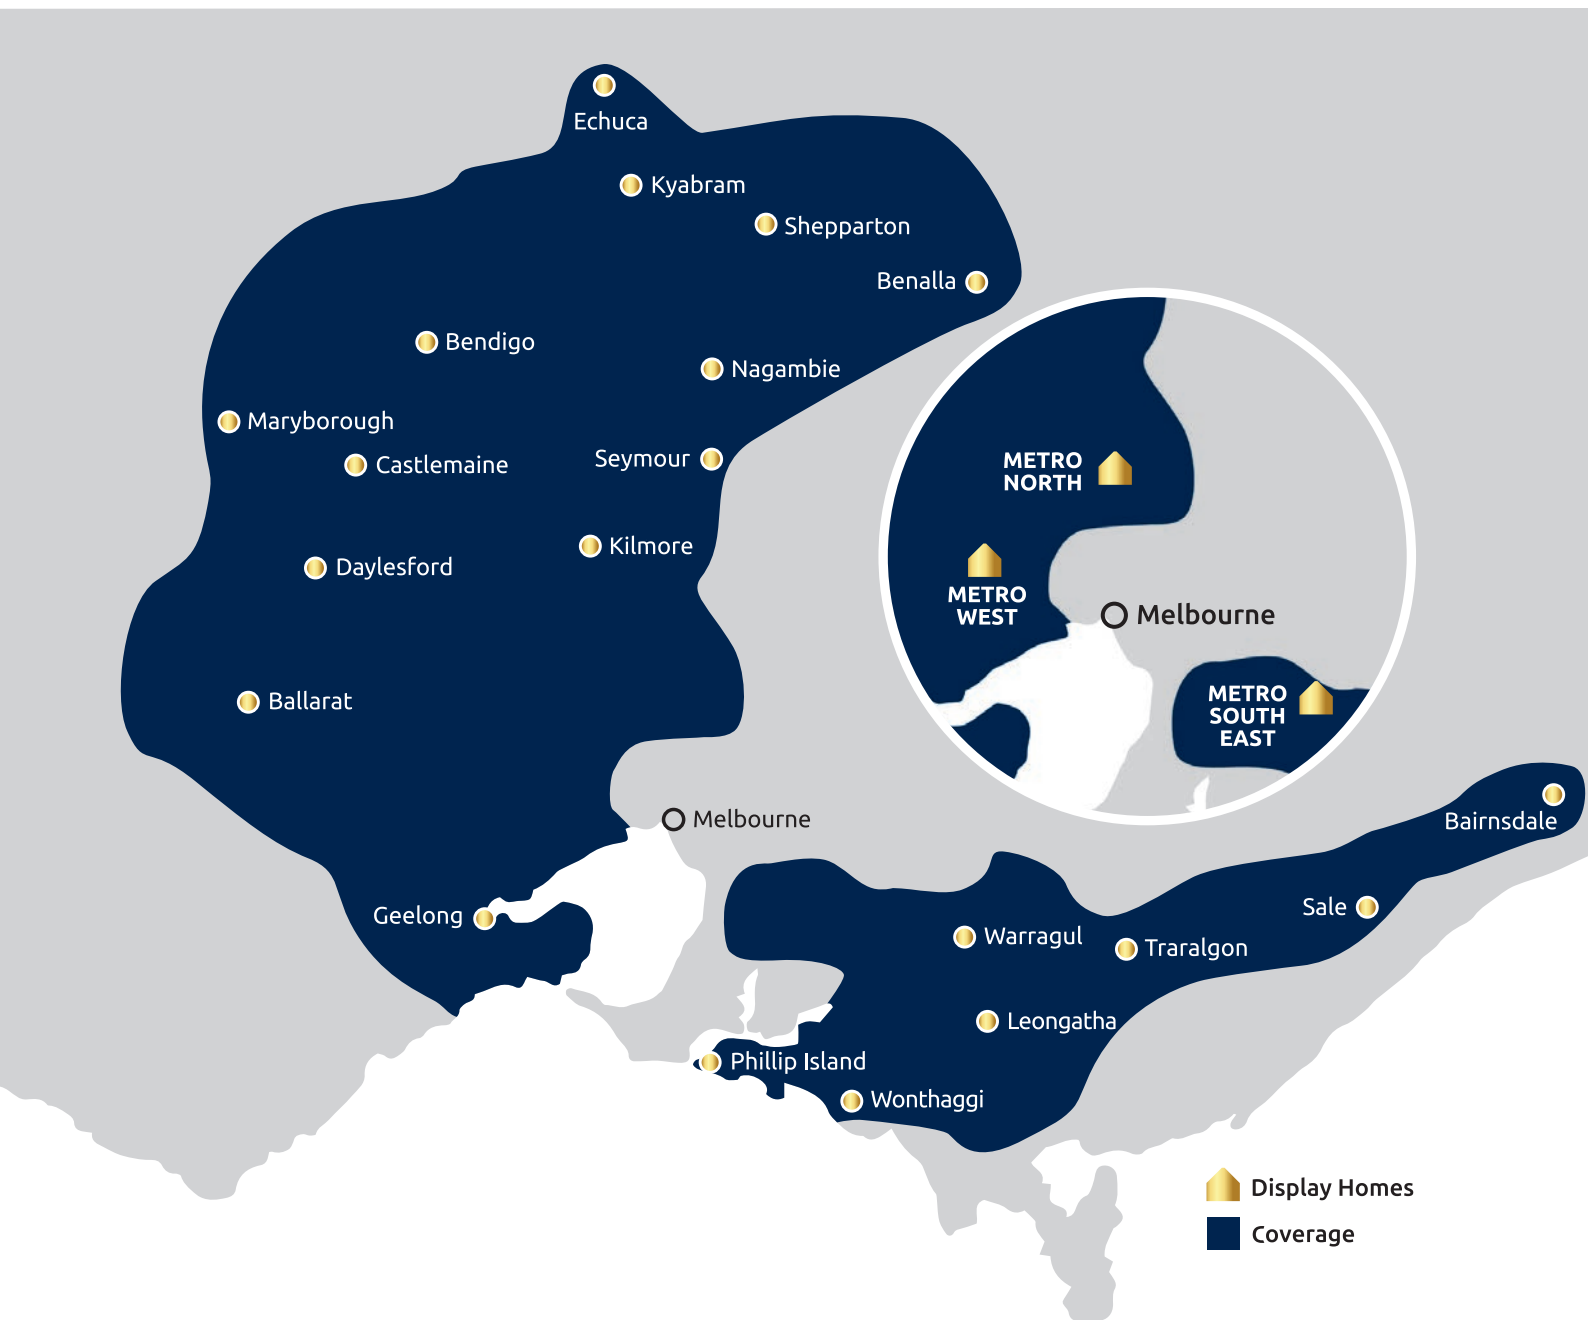 Echuca
Kyabram
Shepparton
Benalla
Bendigo
Nagambie
Maryborough
Castlemaine
Seymour
Kilmore
Daylesford
Ballarat
Melbourne
Geelong
METRO
NORTH
METRO
WEST
Melbourne
METRO
SOUTH
EAST
Bairnsdale
Sale
Warragul
Traralgon
Leongatha
Phillip Island
Wonthaggi
Display Homes
Coverage